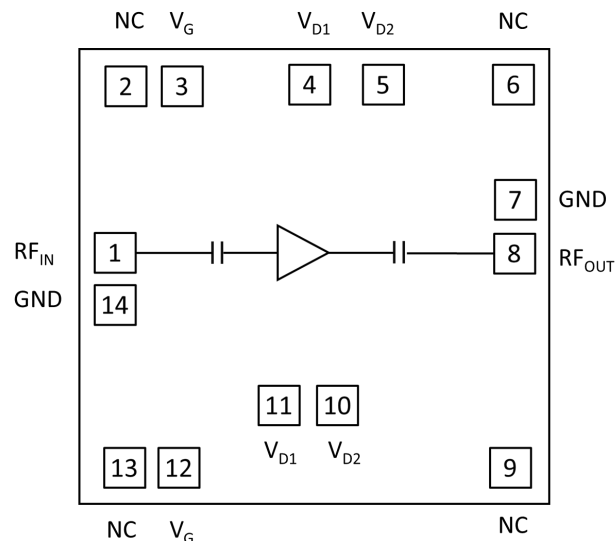 NC V_G V_D1 V_D2 NC
2 3 4 5 6
7 GND
RF_IN 1 8 RF_OUT
GND 14
11 10
V_D1 V_D2
13 12 9
NC V_G NC